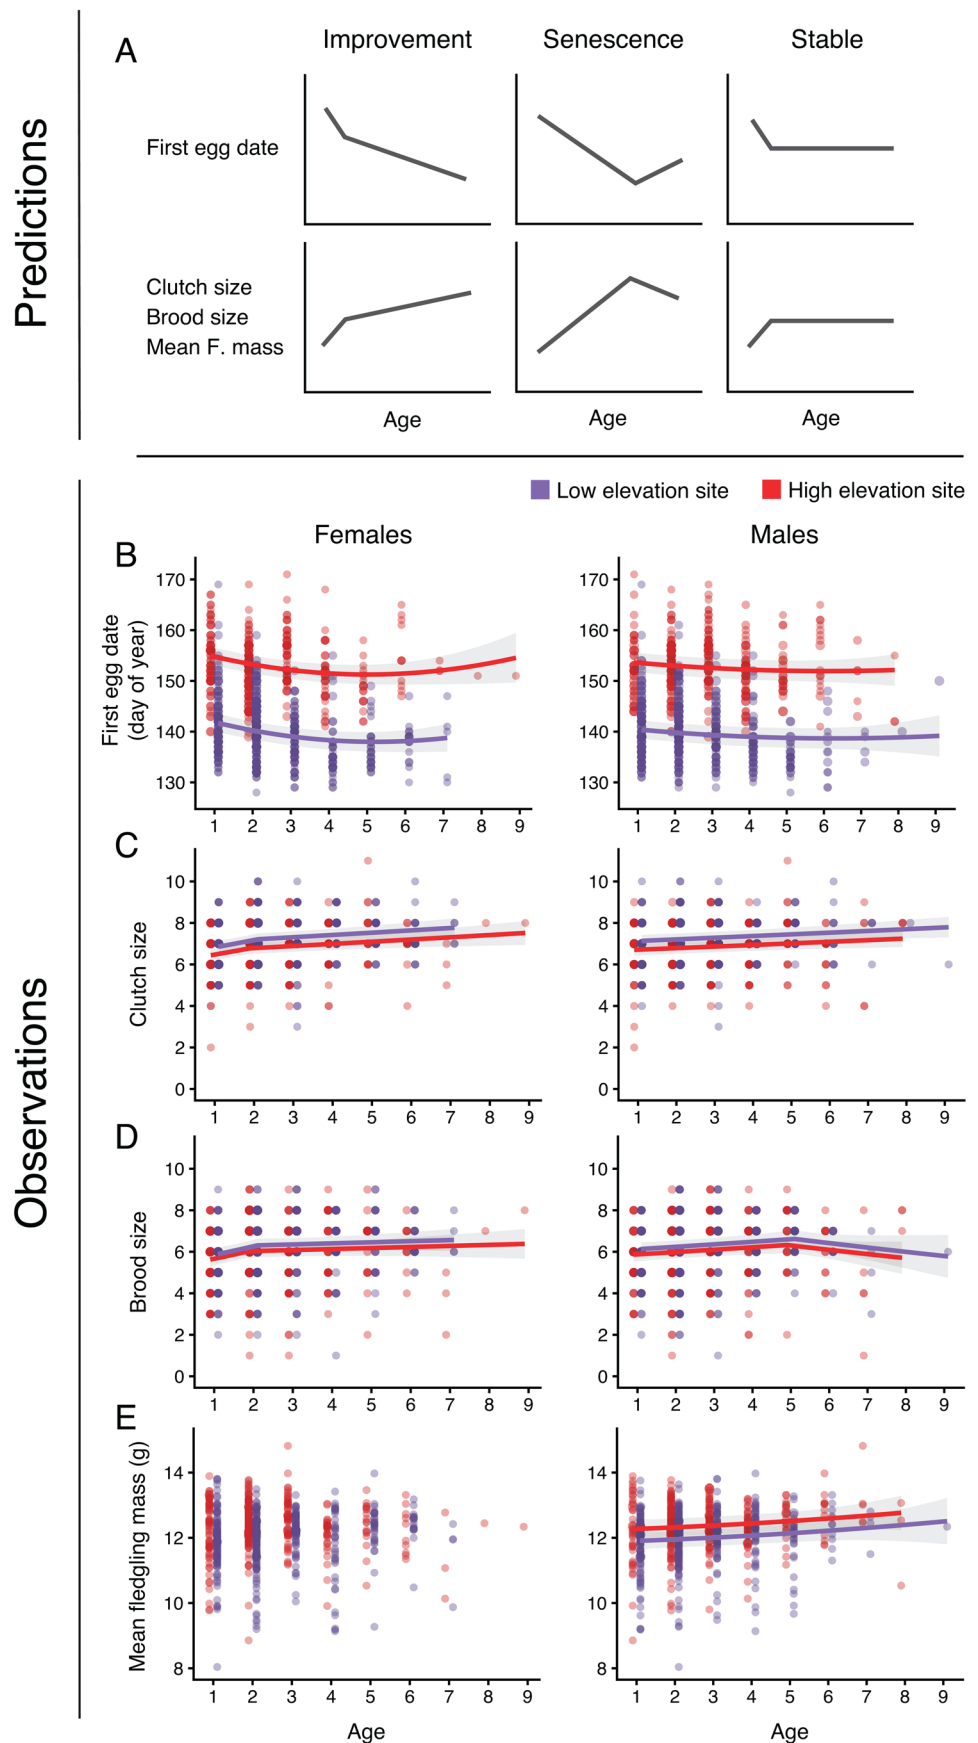 Predictions
A
Improvement
Senescence
Stable
First egg date
Clutch size
Brood size
Mean F. mass
Age
Age
Age
Observations
Low elevation site
High elevation site
Females
Males
B
First egg date
(day of year)
170
160
150
140
130
1 2 3 4 5 6 7 8 9
170
160
150
140
130
1 2 3 4 5 6 7 8 9
C
Clutch size
10
8
6
4
2
0
1 2 3 4 5 6 7 8 9
10
8
6
4
2
0
1 2 3 4 5 6 7 8 9
D
Brood size
10
8
6
4
2
0
1 2 3 4 5 6 7 8 9
10
8
6
4
2
0
1 2 3 4 5 6 7 8 9
E
Mean fledgling mass (g)
14
12
10
8
1 2 3 4 5 6 7 8 9
Age
14
12
10
8
1 2 3 4 5 6 7 8 9
Age